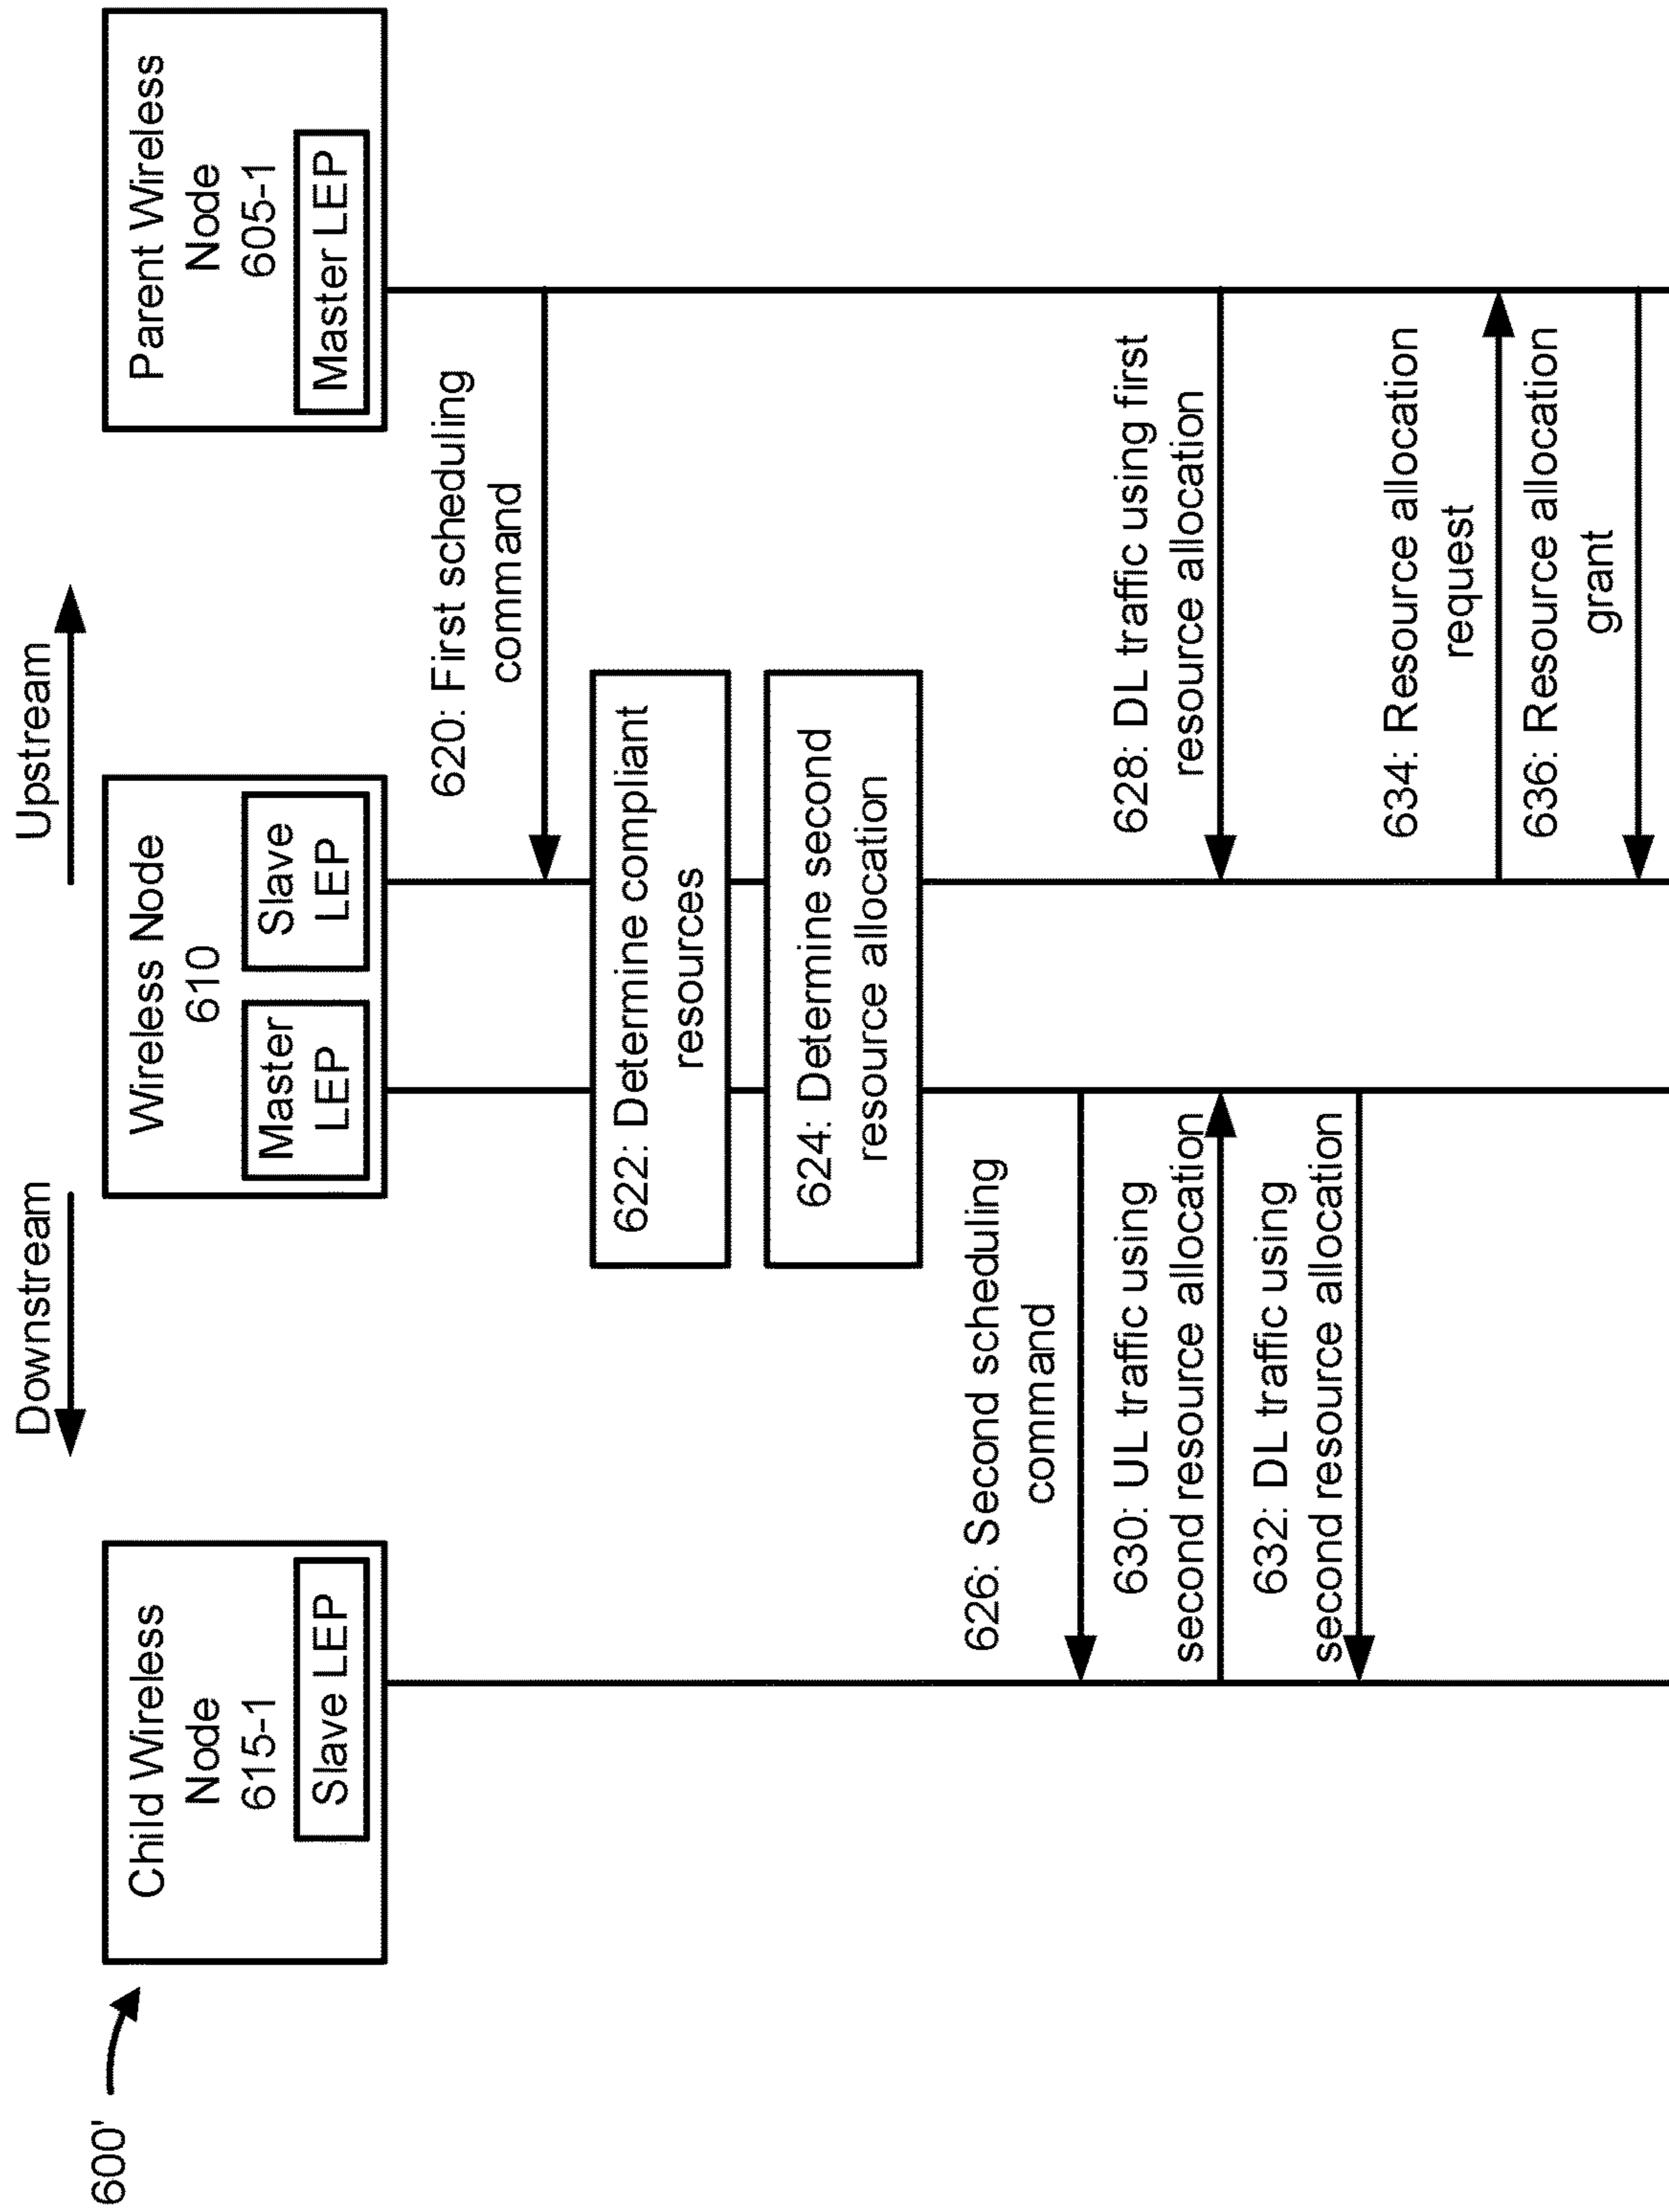 600'
Downstream
Upstream
Child Wireless
Node
615-1
Slave LEP
Wireless Node
610
Master
LEP
Slave
LEP
Parent Wireless
Node
605-1
Master LEP
620: First scheduling
command
622: Determine compliant
resources
624: Determine second
resource allocation
626: Second scheduling
command
628: DL traffic using first
resource allocation
630: UL traffic using
second resource allocation
632: DL traffic using
second resource allocation
634: Resource allocation
request
636: Resource allocation
grant